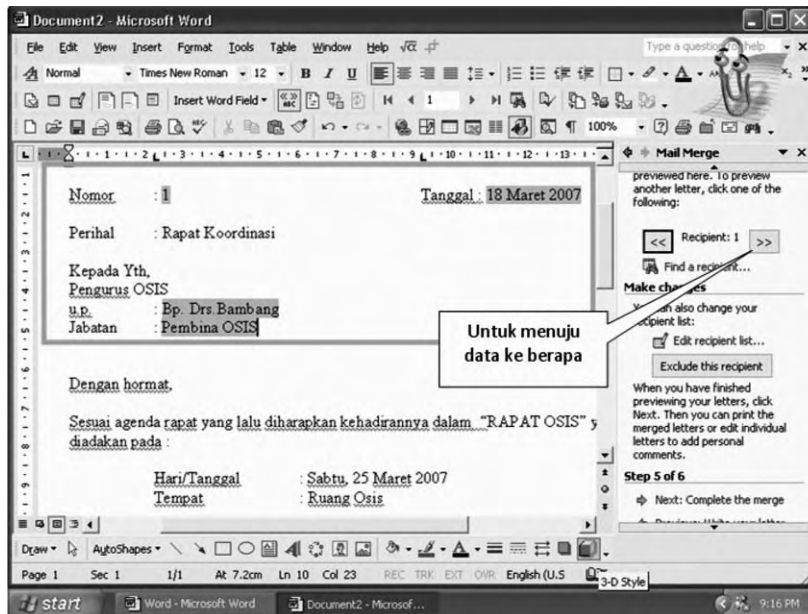 Document2 - Microsoft Word
File Edit View Insert Format Tools Table Window Help
Type a question for help
Normal Times New Roman 12 B I U
Insert Word Field 1
100%
Mail Merge
previewed here. To preview
another letter, click one of the
following:
<< Recipient: 1 >>
Find a recipient...
Make changes
You can also change your
recipient list:
Edit recipient list...
Exclude this recipient
When you have finished
previewing your letters, click
Next. Then you can print the
merged letters or edit individual
letters to add personal
comments.
Step 5 of 6
Next: Complete the merge
Nomor : 1 Tanggal : 18 Maret 2007
Perihal : Rapat Koordinasi
Kepada Yth,
Pengurus OSIS
u.p. : Bp. Drs.Bambang
Jabatan : Pembina OSIS
Untuk menuju
data ke berapa
Dengan hormat,
Sesuai agenda rapat yang lalu diharapkan kehadirannya dalam “RAPAT OSIS” y
diadakan pada :
Hari/Tanggal : Sabtu, 25 Maret 2007
Tempat : Ruang Osis
Draw AutoShapes
Page 1 Sec 1 1/1 At 7.2cm Ln 10 Col 23 REC TRK EXT OVR English (U.S
3-D Style
start Word - Microsoft Word Document2 - Microsof... 9:16 PM